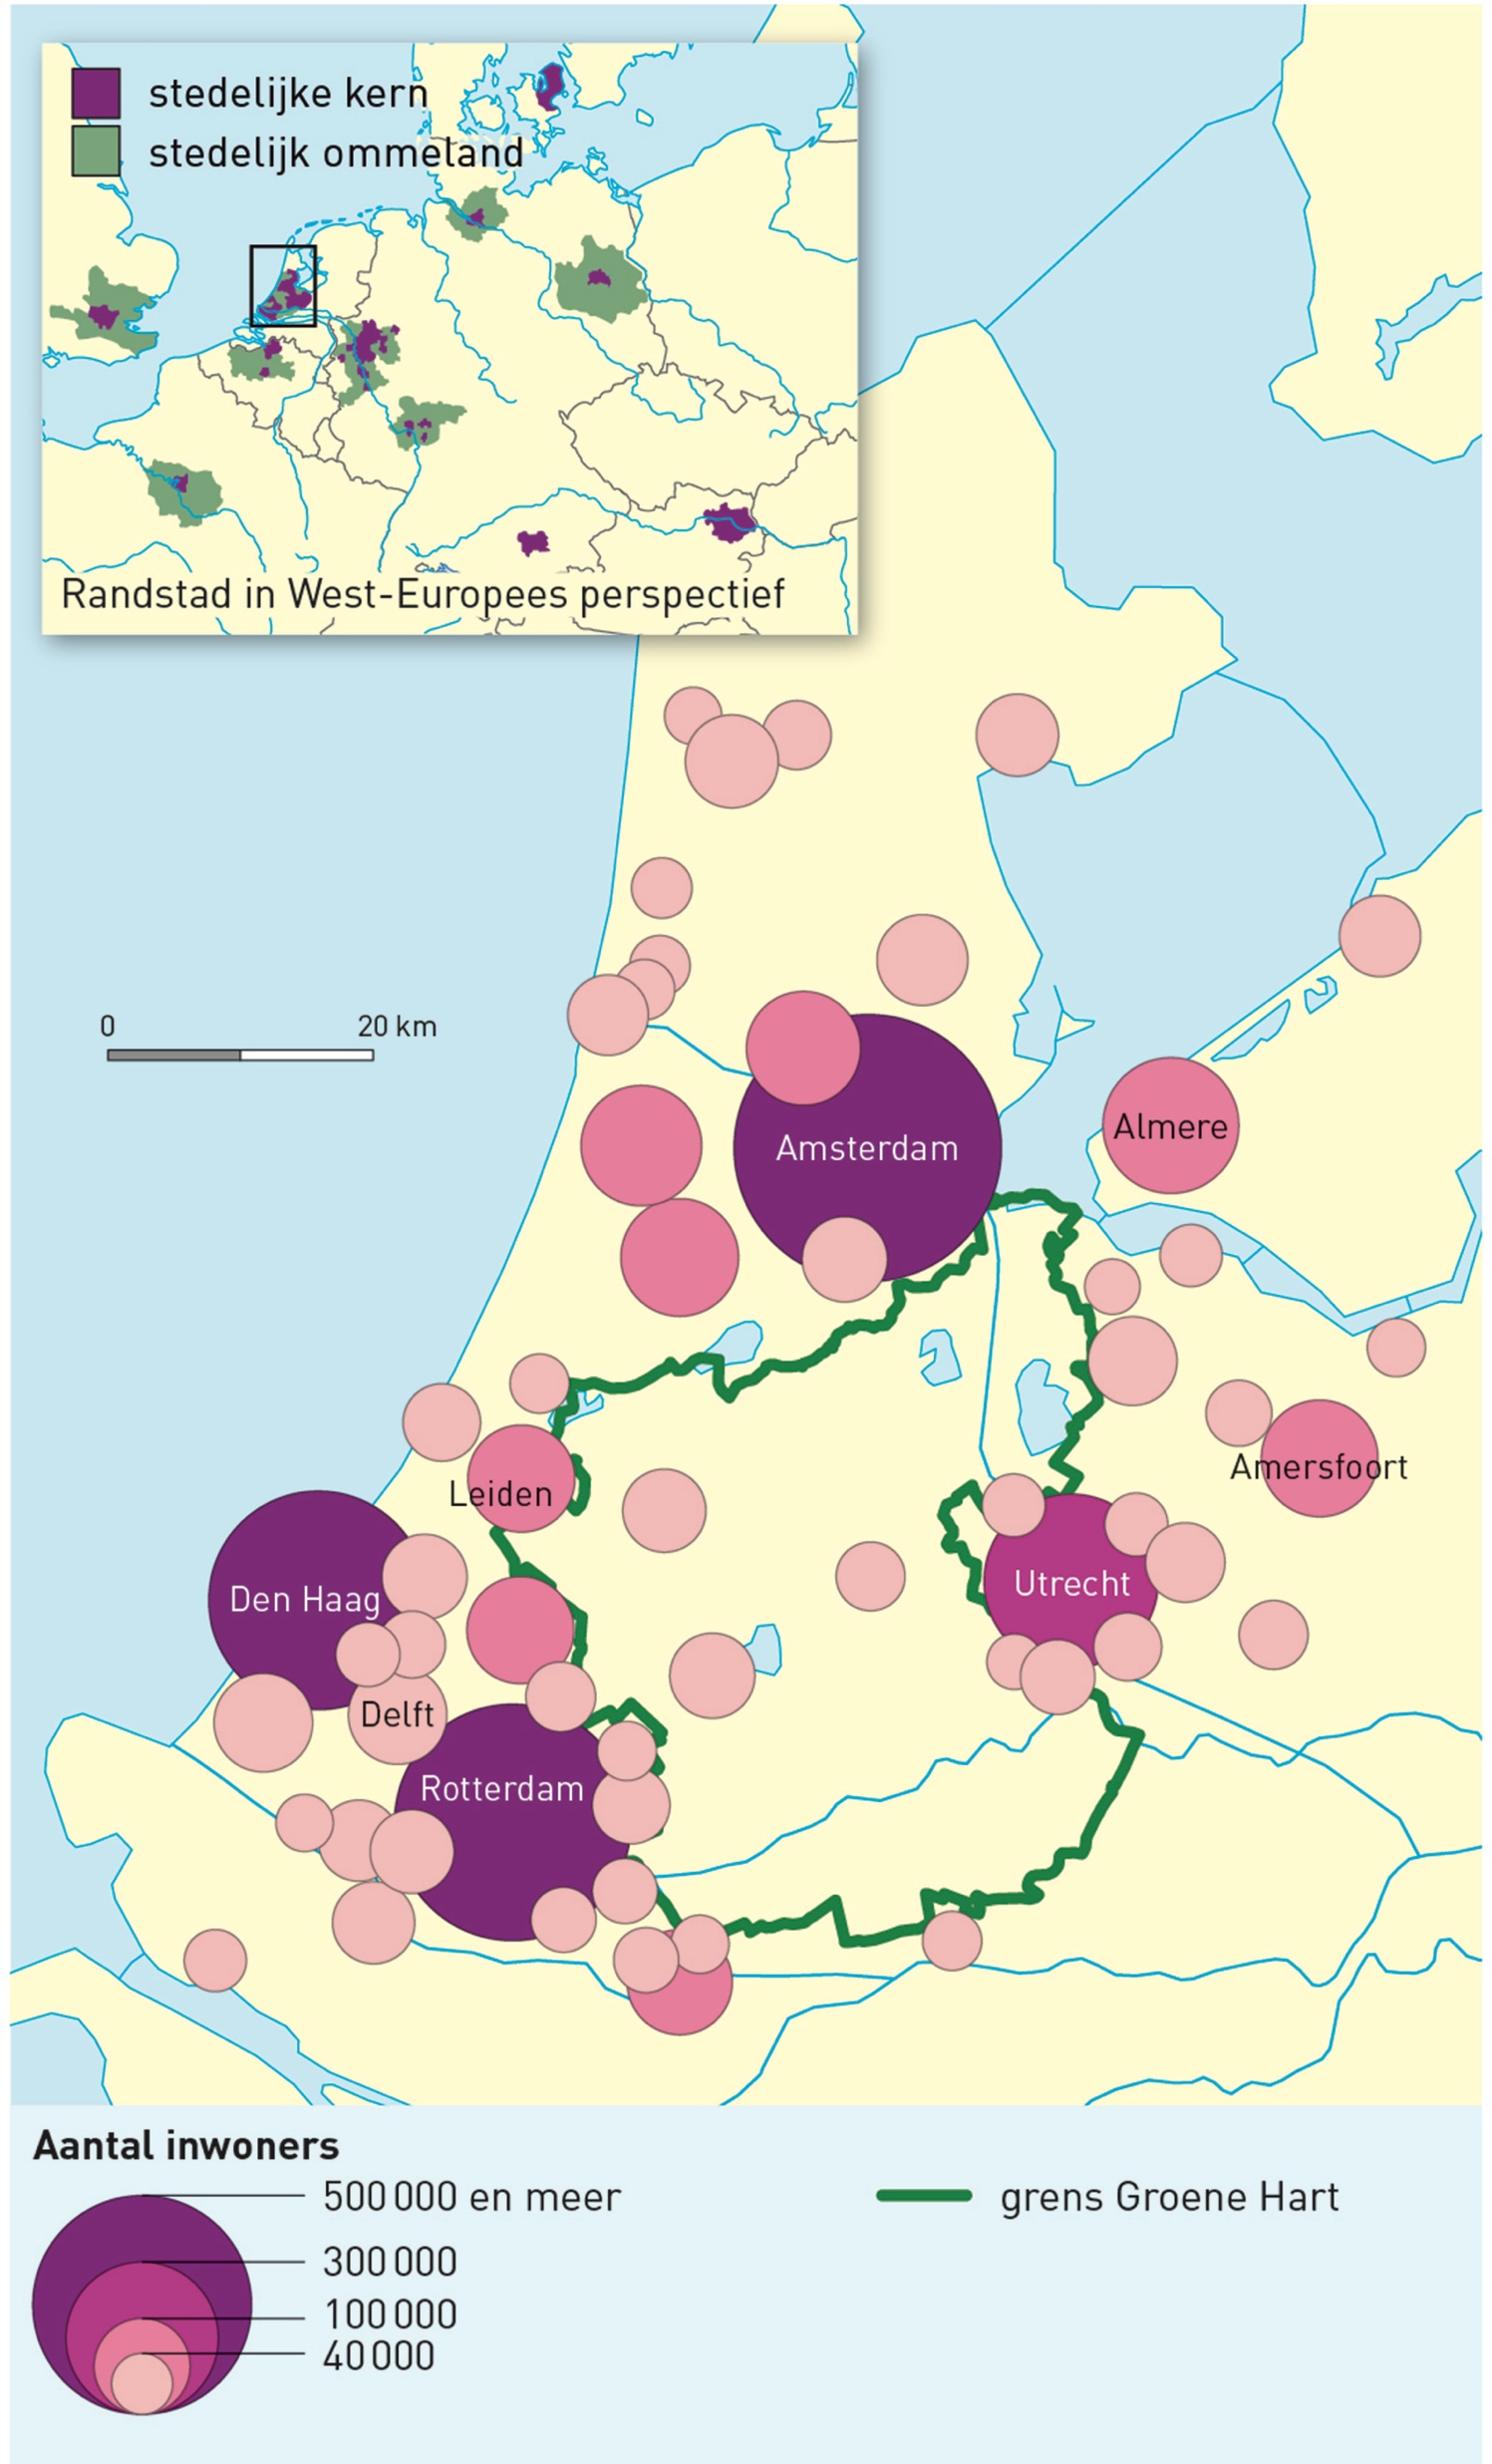 stedelijke kern
stedelijk ommeland
Randstad in West-Europees perspectief
0 20 km
Amsterdam
Almere
Leiden
Amersfoort
Den Haag
Utrecht
Delft
Rotterdam
Aantal inwoners
500 000 en meer
300 000
100 000
40 000
grens Groene Hart